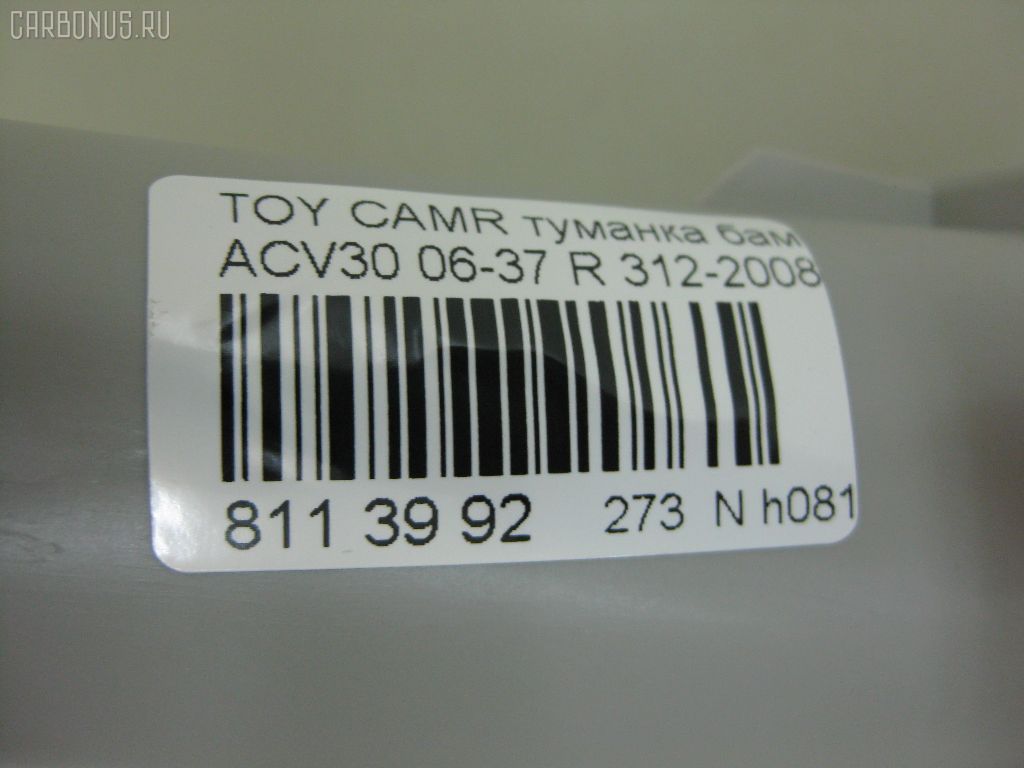 CARBONUS.RU
TOY CAMR туманка бам
ACV30 06-37 R 312-2008
811 39 92 273 N h081